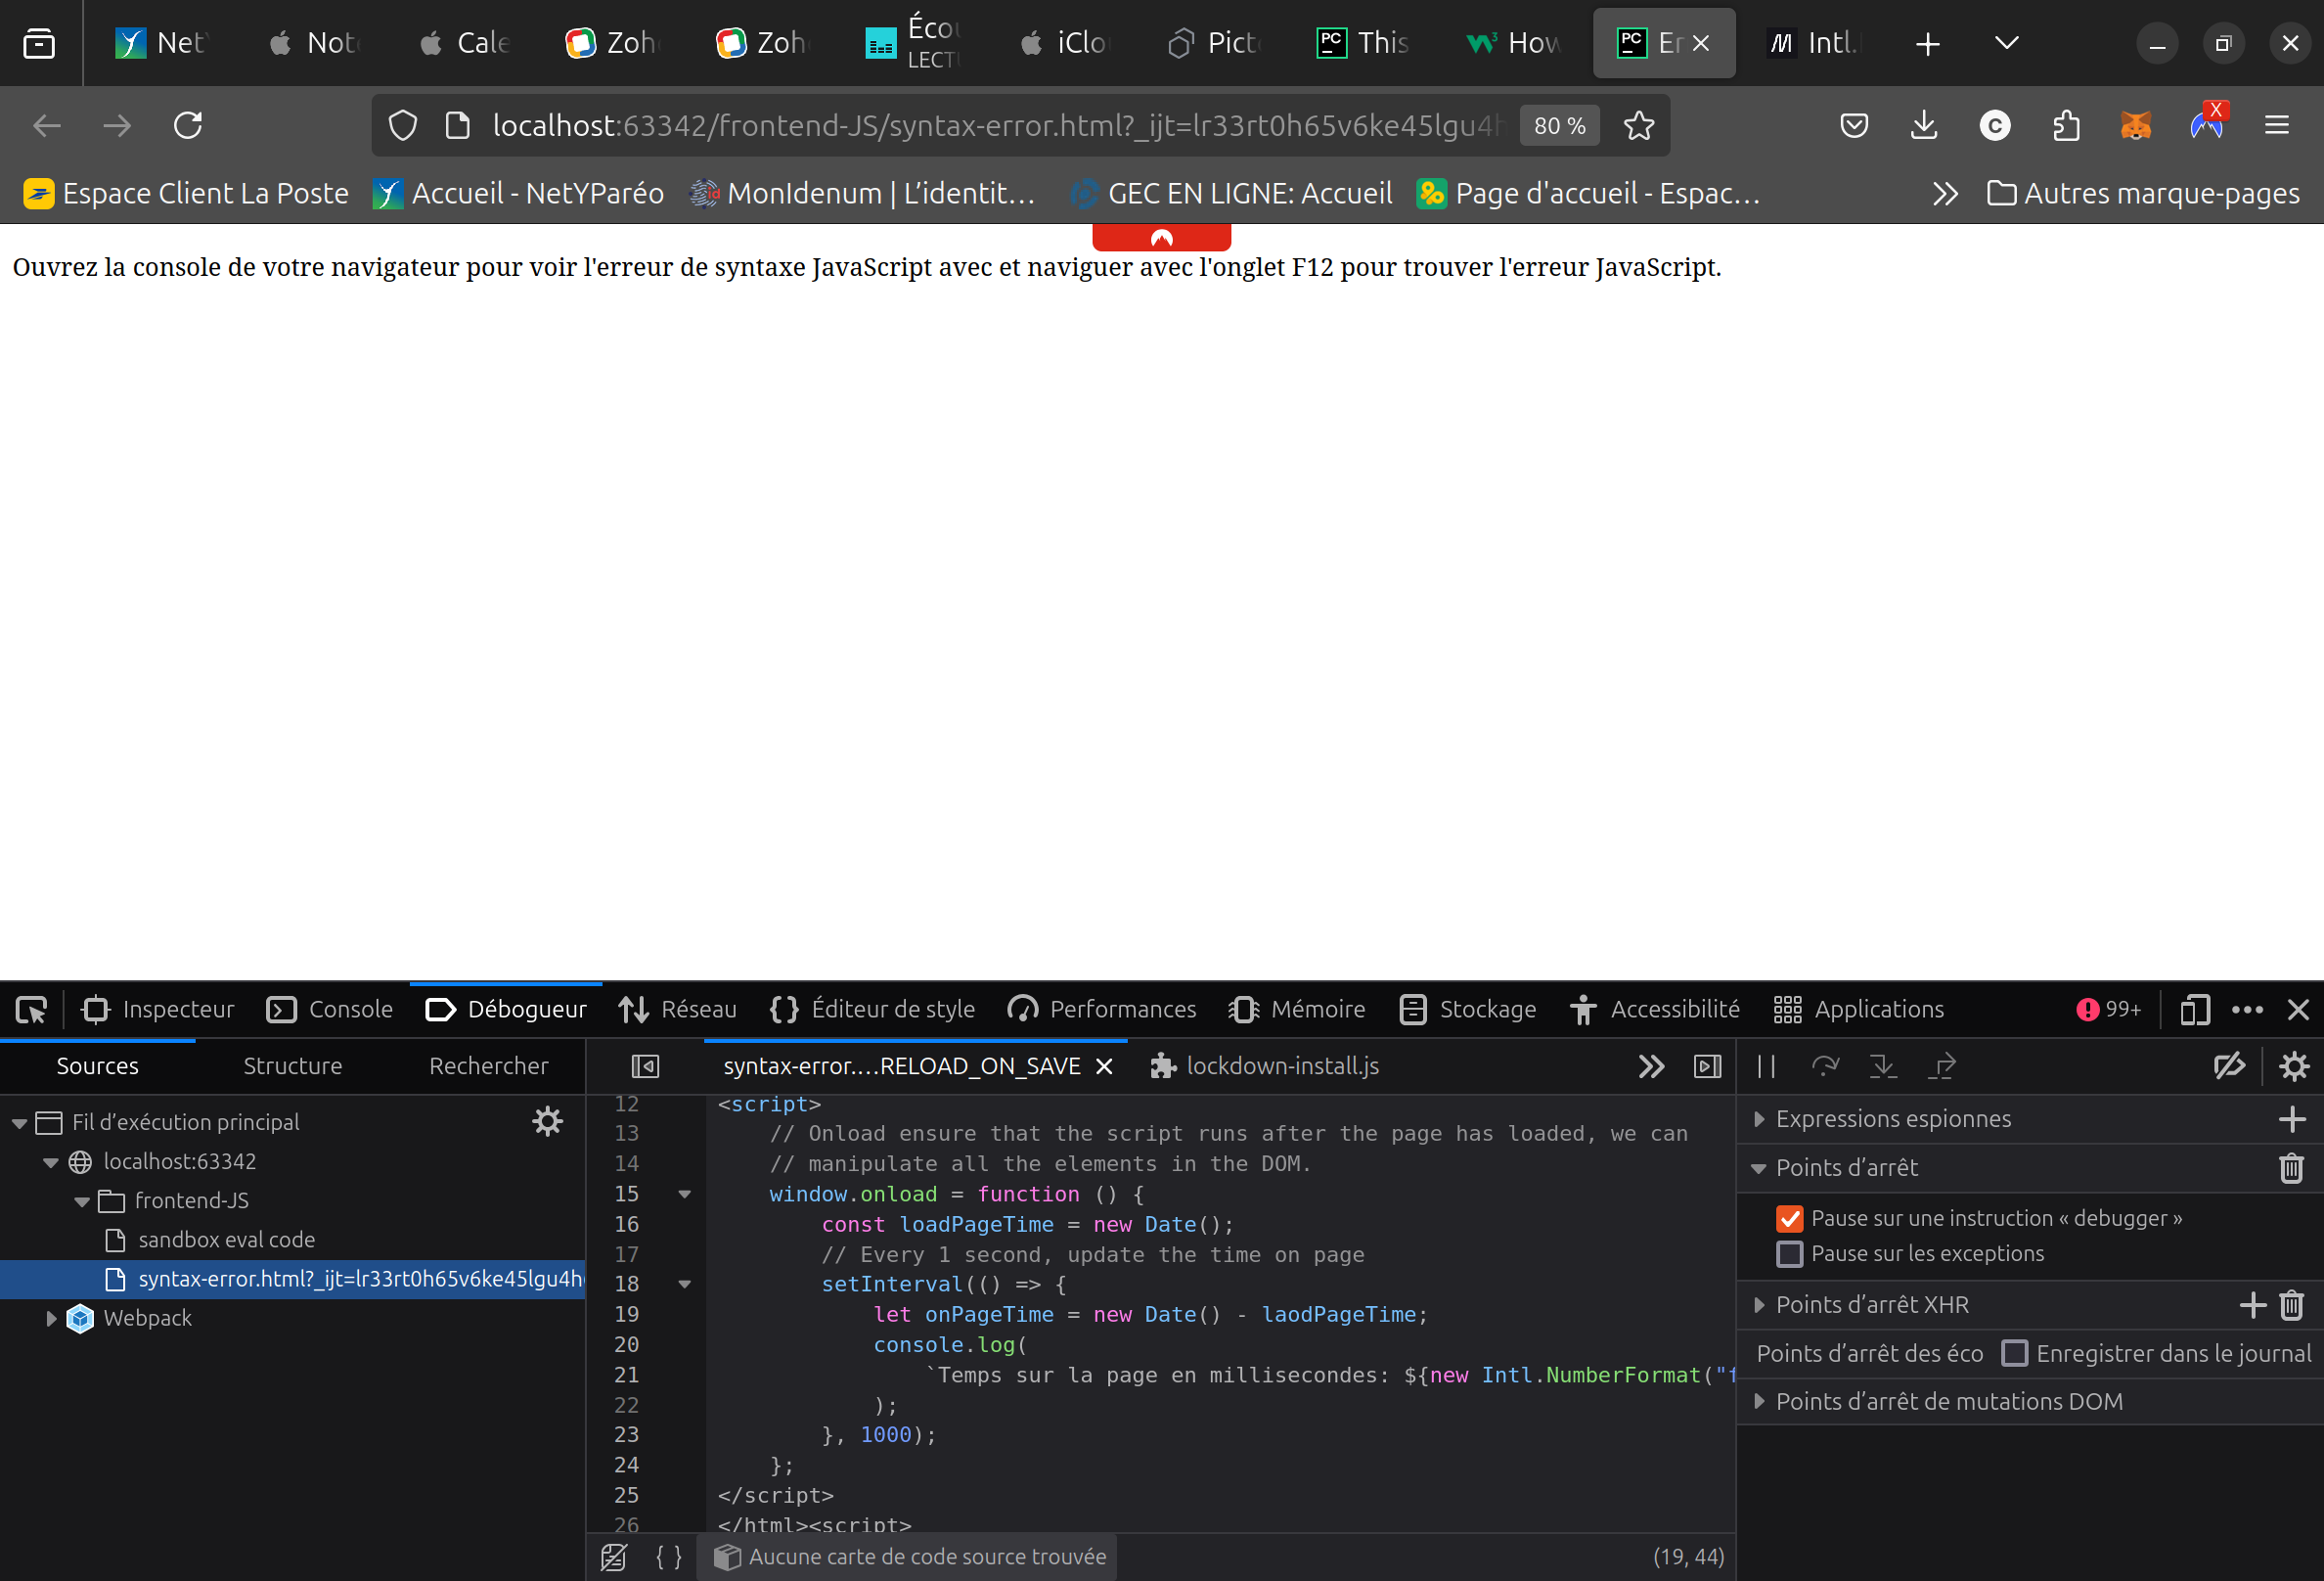 Net
Note
Cale
Zoh
Zoh
Écou
LECTU
iClou
Picto
PC
This
How
PC
Er
Intl.
localhost:63342/frontend-JS/syntax-error.html?_ijt=lr33rt0h65v6ke45lgu4h
80 %
C
X
Espace Client La Poste
Accueil - NetYParéo
MonIdenum | L’identit…
GEC EN LIGNE: Accueil
Page d'accueil - Espac…
Autres marque-pages
Ouvrez la console de votre navigateur pour voir l'erreur de syntaxe JavaScript avec et naviguer avec l'onglet F12 pour trouver l'erreur JavaScript.
Inspecteur
Console
Débogueur
Réseau
Éditeur de style
Performances
Mémoire
Stockage
Accessibilité
Applications
99+
Sources
Structure
Rechercher
syntax-error.…RELOAD_ON_SAVE
lockdown-install.js
Fil d’exécution principal
localhost:63342
frontend-JS
sandbox eval code
syntax-error.html?_ijt=lr33rt0h65v6ke45lgu4h
Webpack
12 <script>
13 // Onload ensure that the script runs after the page has loaded, we can
14 // manipulate all the elements in the DOM.
15 window.onload = function () {
16 const loadPageTime = new Date();
17 // Every 1 second, update the time on page
18 setInterval(() => {
19 let onPageTime = new Date() - laodPageTime;
20 console.log(
21 `Temps sur la page en millisecondes: ${new Intl.NumberFormat("f
22 );
23 }, 1000);
24 };
25 </script>
26 </html><script>
Aucune carte de code source trouvée
(19, 44)
Expressions espionnes
Points d’arrêt
Pause sur une instruction « debugger »
Pause sur les exceptions
Points d’arrêt XHR
Points d’arrêt des éco
Enregistrer dans le journal
Points d’arrêt de mutations DOM